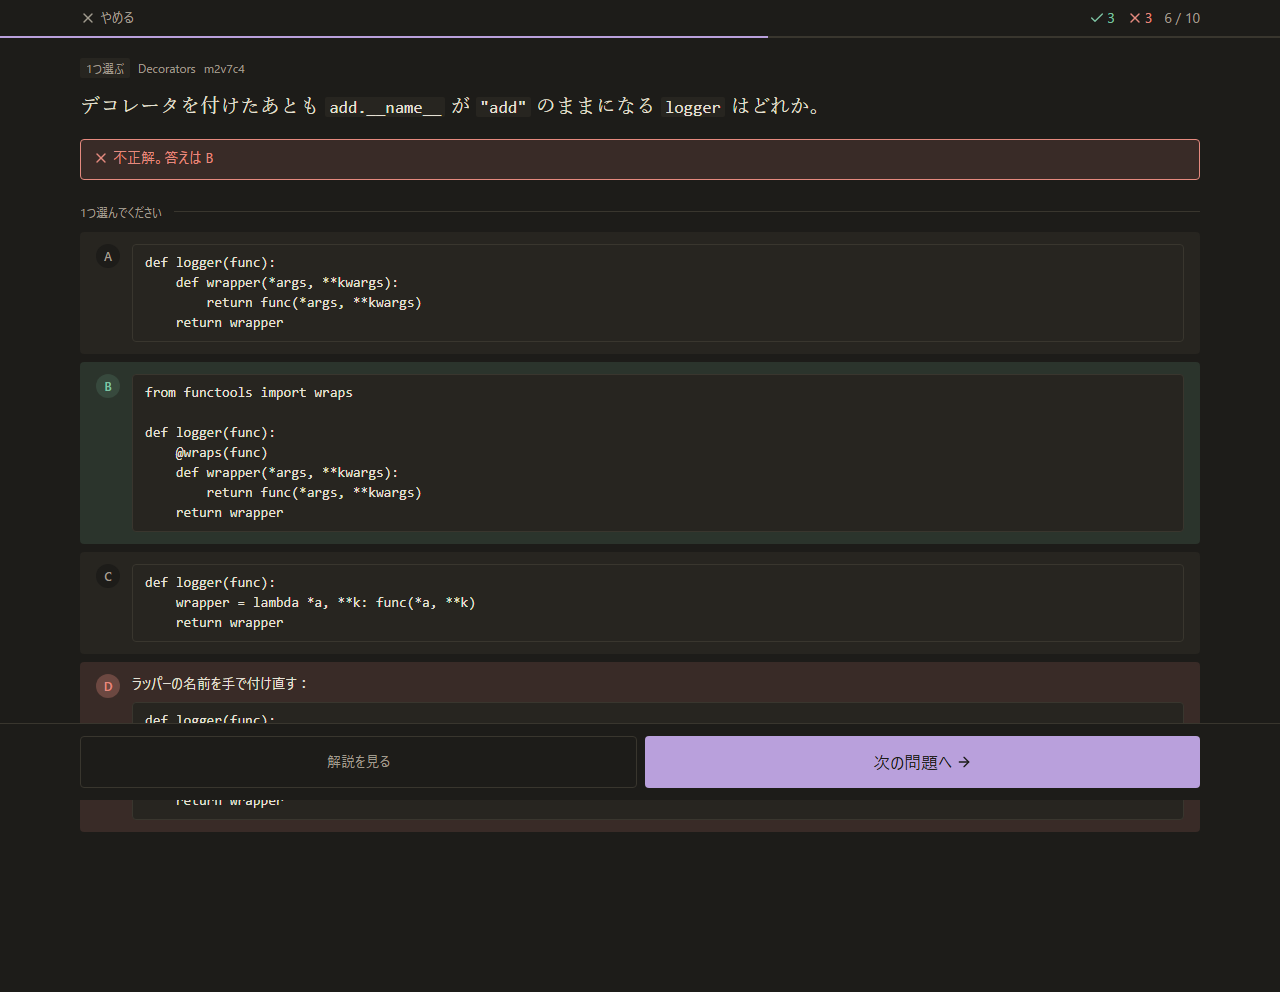 やめる
3 3 6 / 10
1つ選ぶ Decorators m2v7c4
デコレータを付けたあとも add.__name__ が "add" のままになる logger はどれか。
不正解。答えは B
1つ選んでください
A
def logger(func):
    def wrapper(*args, **kwargs):
        return func(*args, **kwargs)
    return wrapper
B
from functools import wraps
def logger(func):
    @wraps(func)
    def wrapper(*args, **kwargs):
        return func(*args, **kwargs)
    return wrapper
C
def logger(func):
    wrapper = lambda *a, **k: func(*a, **k)
    return wrapper
D
ラッパーの名前を手で付け直す：
def logger(func):
解説を見る
次の問題へ →
return wrapper